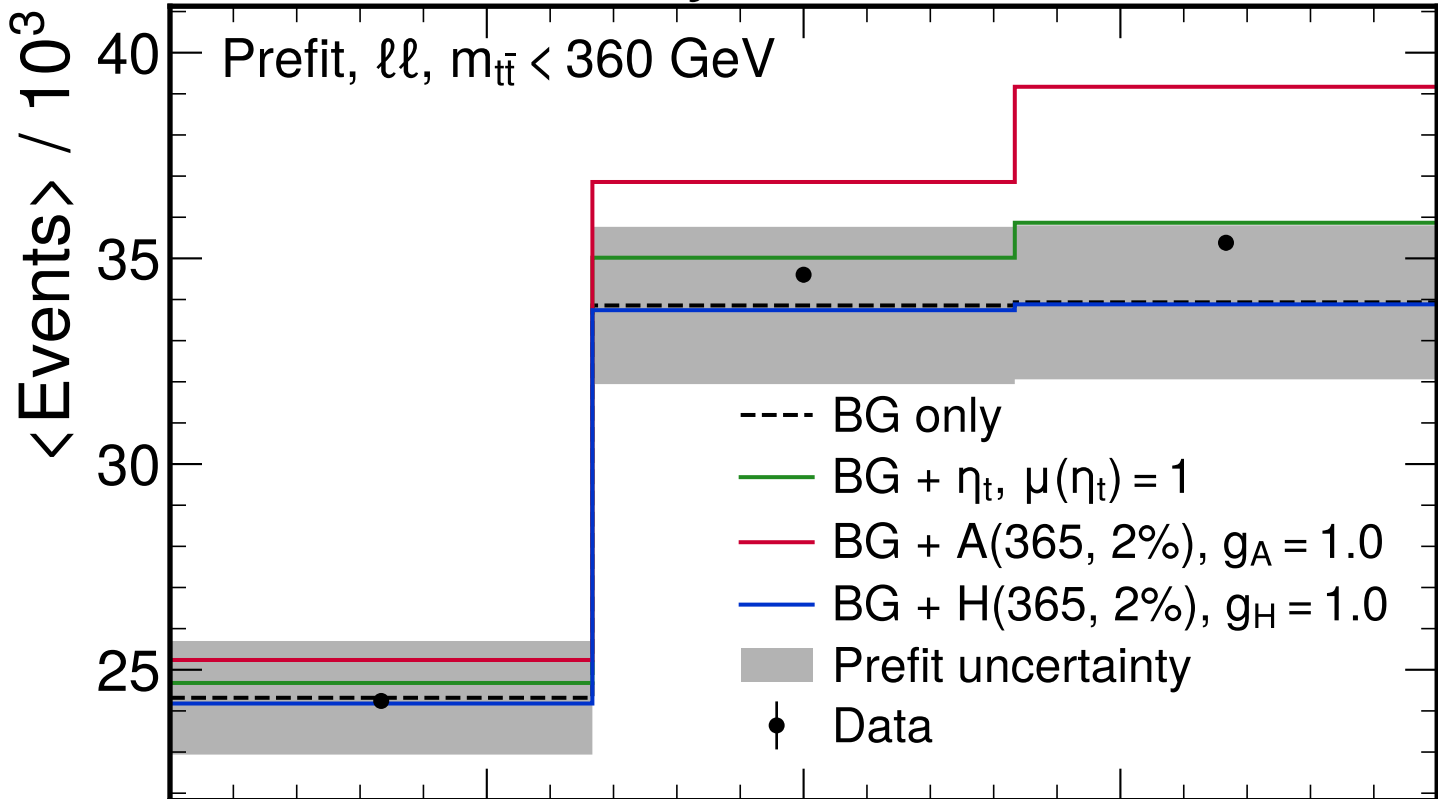 <Events> / 10³
40
35
30
25
Prefit, ℓℓ, m_tt̄ < 360 GeV
BG only
BG + η_t, μ(η_t) = 1
BG + A(365, 2%), g_A = 1.0
BG + H(365, 2%), g_H = 1.0
Prefit uncertainty
Data